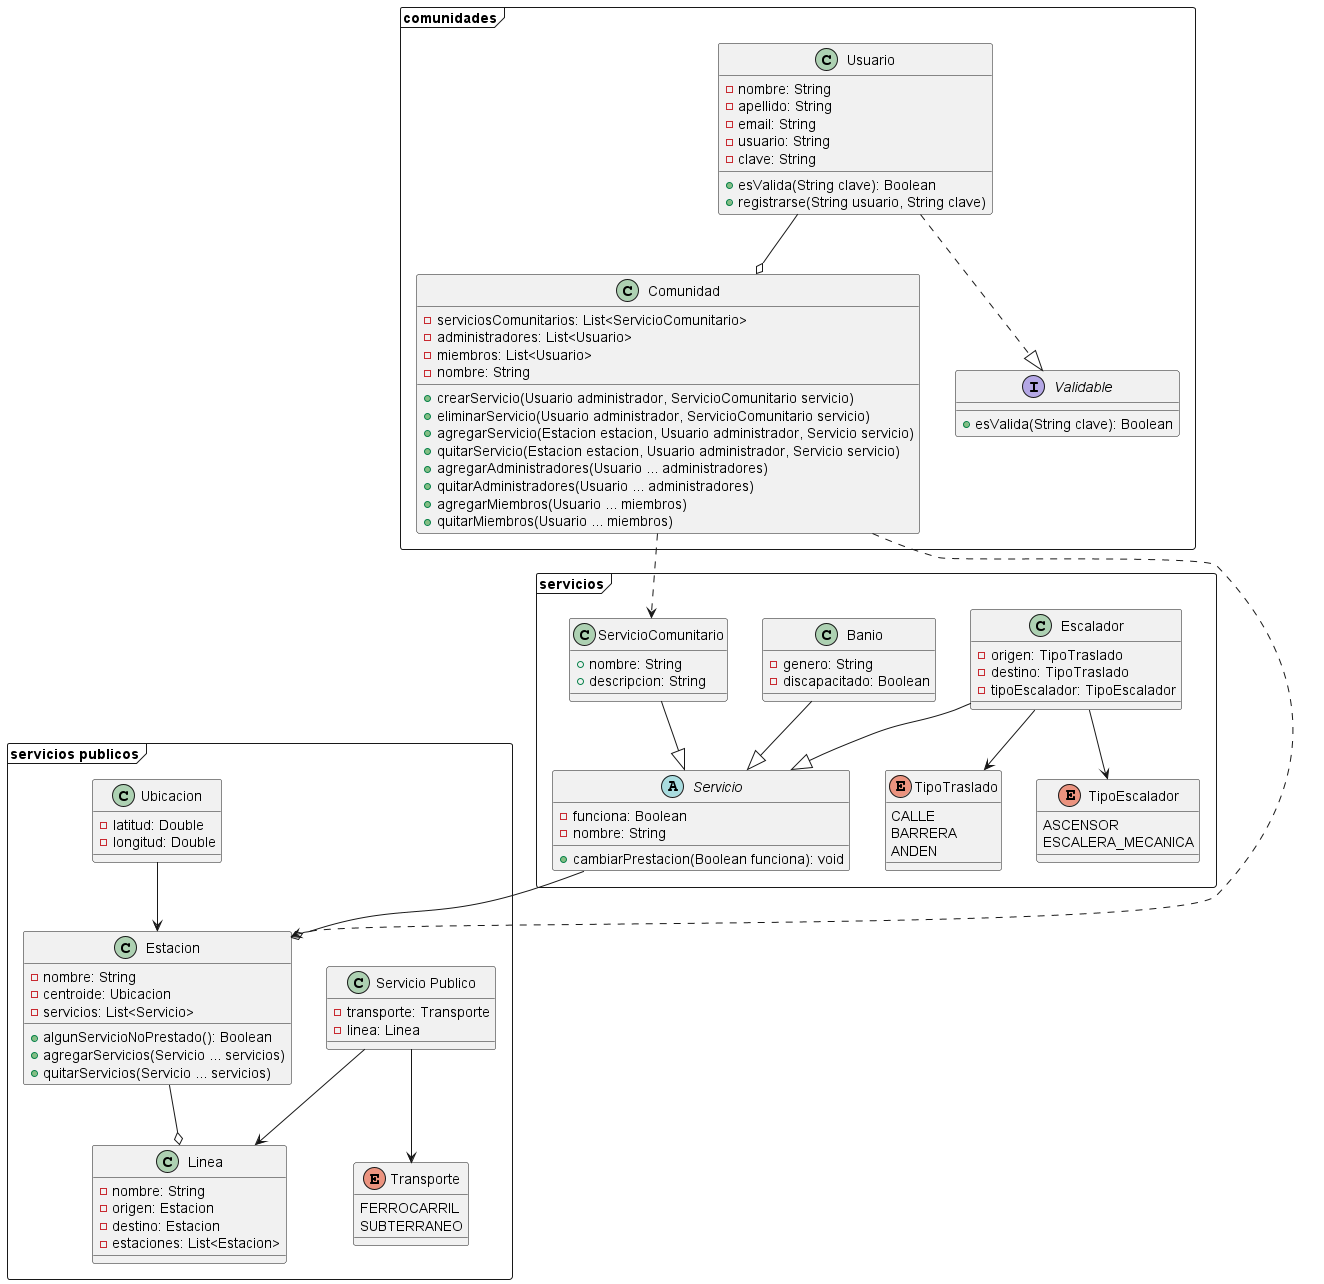 comunidades
C Usuario
nombre: String
apellido: String
email: String
usuario: String
clave: String
esValida(String clave): Boolean
registrarse(String usuario, String clave)
C Comunidad
serviciosComunitarios: List<ServicioComunitario>
administradores: List<Usuario>
miembros: List<Usuario>
nombre: String
crearServicio(Usuario administrador, ServicioComunitario servicio)
eliminarServicio(Usuario administrador, ServicioComunitario servicio)
agregarServicio(Estacion estacion, Usuario administrador, Servicio servicio)
quitarServicio(Estacion estacion, Usuario administrador, Servicio servicio)
agregarAdministradores(Usuario ... administradores)
quitarAdministradores(Usuario ... administradores)
agregarMiembros(Usuario ... miembros)
quitarMiembros(Usuario ... miembros)
I Validable
esValida(String clave): Boolean
servicios
C ServicioComunitario
nombre: String
descripcion: String
C Banio
genero: String
discapacitado: Boolean
C Escalador
origen: TipoTraslado
destino: TipoTraslado
tipoEscalador: TipoEscalador
A Servicio
funciona: Boolean
nombre: String
cambiarPrestacion(Boolean funciona): void
E TipoTraslado
CALLE
BARRERA
ANDEN
E TipoEscalador
ASCENSOR
ESCALERA_MECANICA
servicios publicos
C Ubicacion
latitud: Double
longitud: Double
C Estacion
nombre: String
centroide: Ubicacion
servicios: List<Servicio>
algunServicioNoPrestado(): Boolean
agregarServicios(Servicio ... servicios)
quitarServicios(Servicio ... servicios)
C Servicio Publico
transporte: Transporte
linea: Linea
C Linea
nombre: String
origen: Estacion
destino: Estacion
estaciones: List<Estacion>
E Transporte
FERROCARRIL
SUBTERRANEO